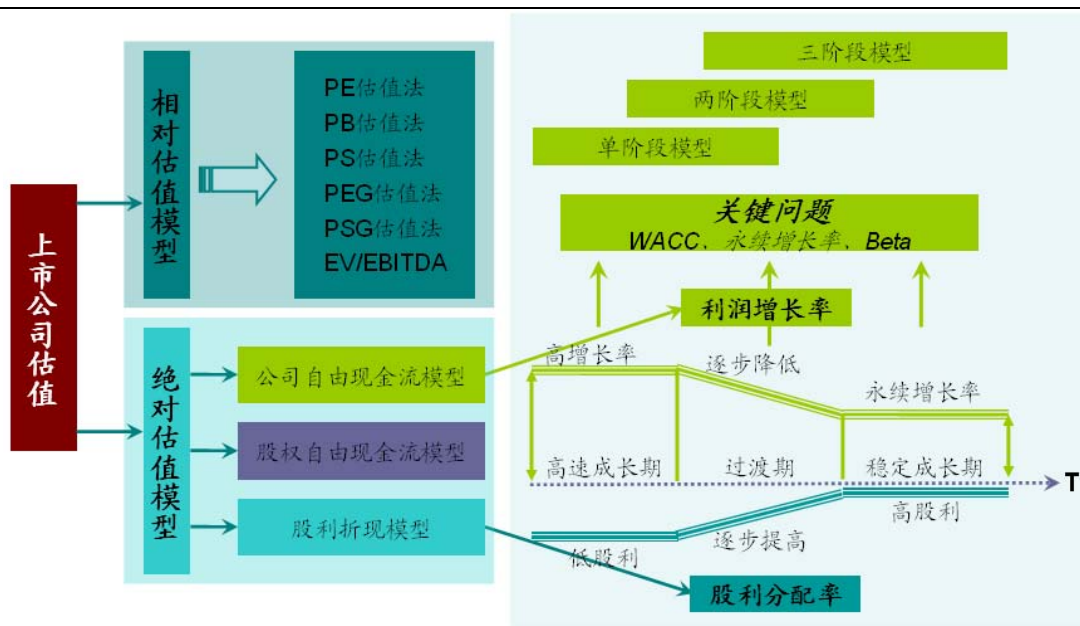 上市公司估值
相对估值模型
PE估值法
PB估值法
PS估值法
PEG估值法
PSG估值法
EV/EBITDA
绝对估值模型
公司自由现金流模型
股权自由现金流模型
股利折现模型
三阶段模型
两阶段模型
单阶段模型
关键问题
WACC、永续增长率、Beta
利润增长率
高增长率
逐步降低
永续增长率
高速成长期
过渡期
稳定成长期
T
低股利
逐步提高
高股利
股利分配率